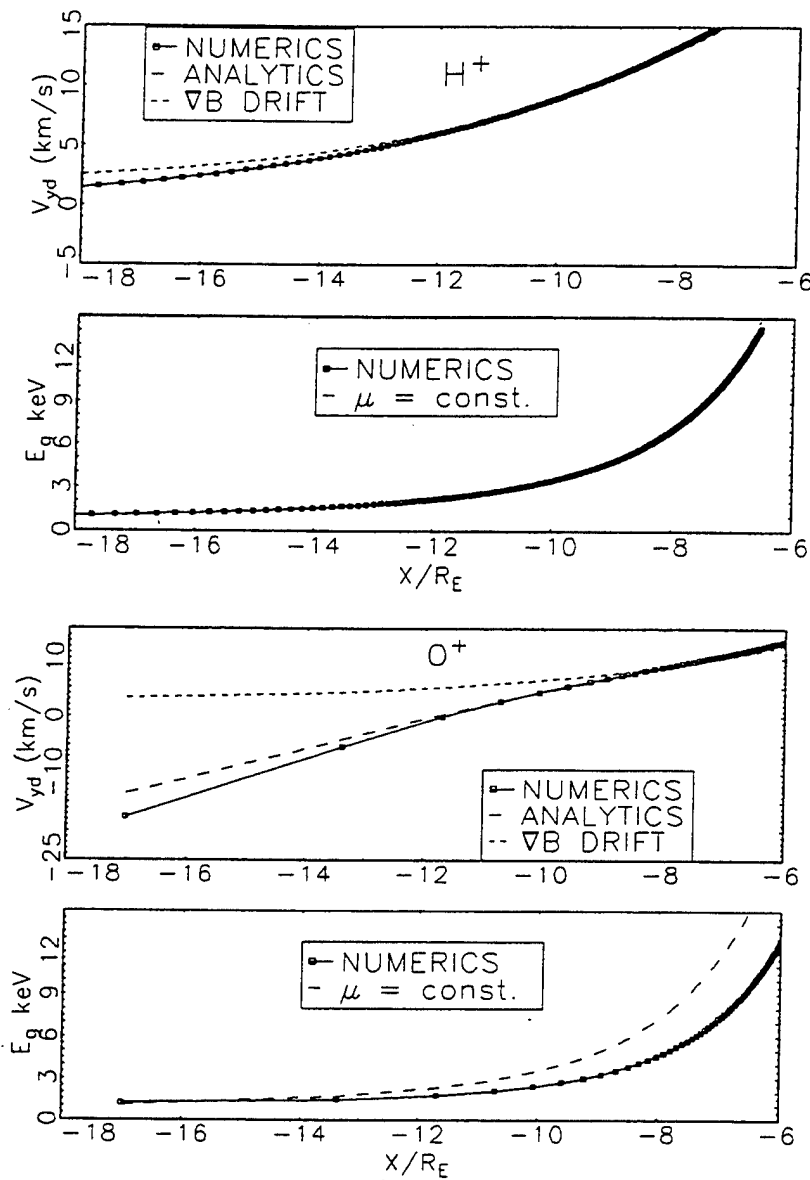 15
10
5
0
-5
V_yd (km/s)
NUMERICS
ANALYTICS
∇B DRIFT
H⁺
-18 -16 -14 -12 -10 -8 -6
12
9
6
3
0
E_g keV
NUMERICS
μ = const.
-18 -16 -14 -12 -10 -8 -6
X/R_E
10
0
-10
-25
V_yd (km/s)
O⁺
NUMERICS
ANALYTICS
∇B DRIFT
--18 -16 -14 -12 -10 -8 -6
12
9
6
3
0
E_g keV
NUMERICS
μ = const.
-18 -16 -14 -12 -10 -8 -6
X/R_E